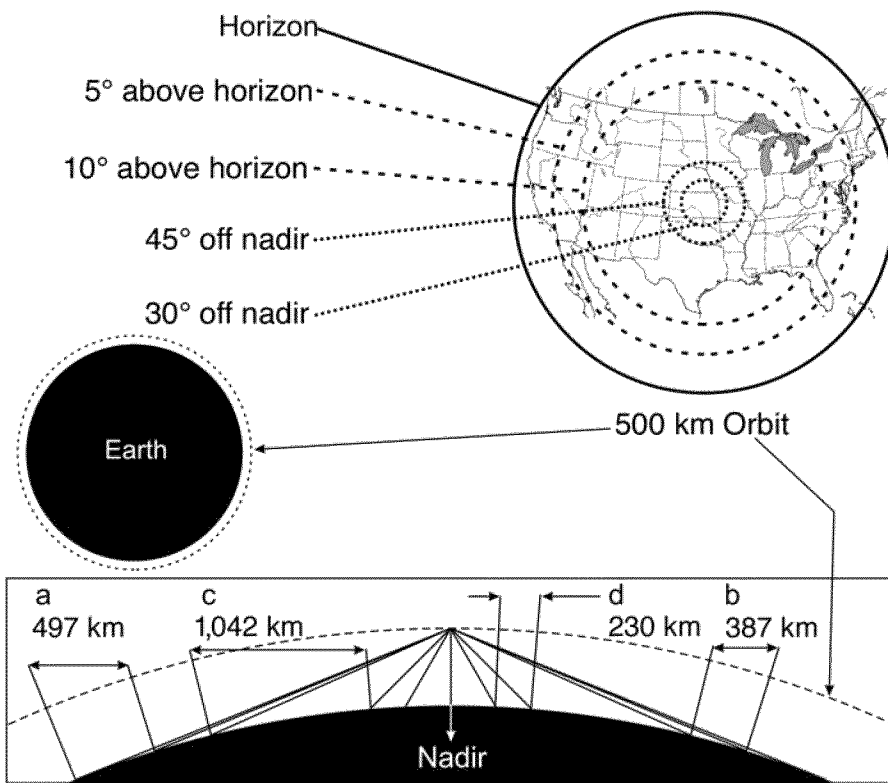 Horizon
5° above horizon
10° above horizon
45° off nadir
30° off nadir
Earth
500 km Orbit
a
497 km
c
1,042 km
d
230 km
b
387 km
Nadir